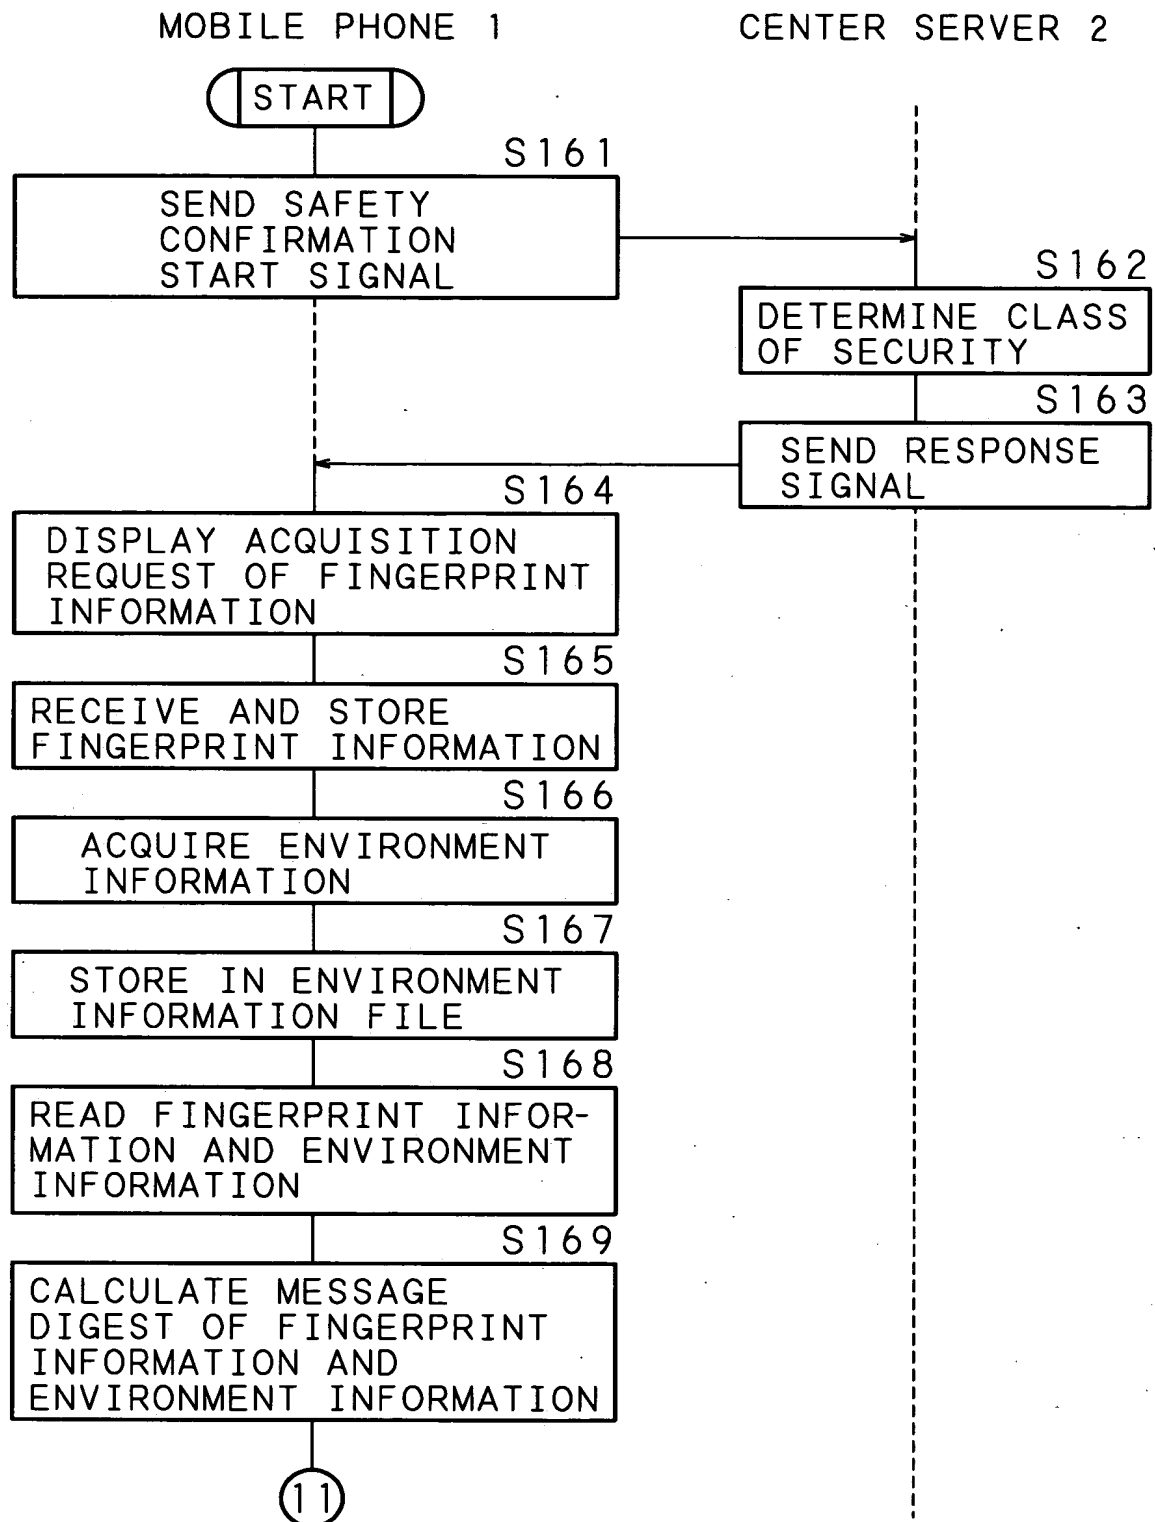 MOBILE PHONE 1
CENTER SERVER 2
START
S161
SEND SAFETY
CONFIRMATION
START SIGNAL
S162
DETERMINE CLASS
OF SECURITY
S163
SEND RESPONSE
SIGNAL
S164
DISPLAY ACQUISITION
REQUEST OF FINGERPRINT
INFORMATION
S165
RECEIVE AND STORE
FINGERPRINT INFORMATION
S166
ACQUIRE ENVIRONMENT
INFORMATION
S167
STORE IN ENVIRONMENT
INFORMATION FILE
S168
READ FINGERPRINT INFOR-
MATION AND ENVIRONMENT
INFORMATION
S169
CALCULATE MESSAGE
DIGEST OF FINGERPRINT
INFORMATION AND
ENVIRONMENT INFORMATION
11